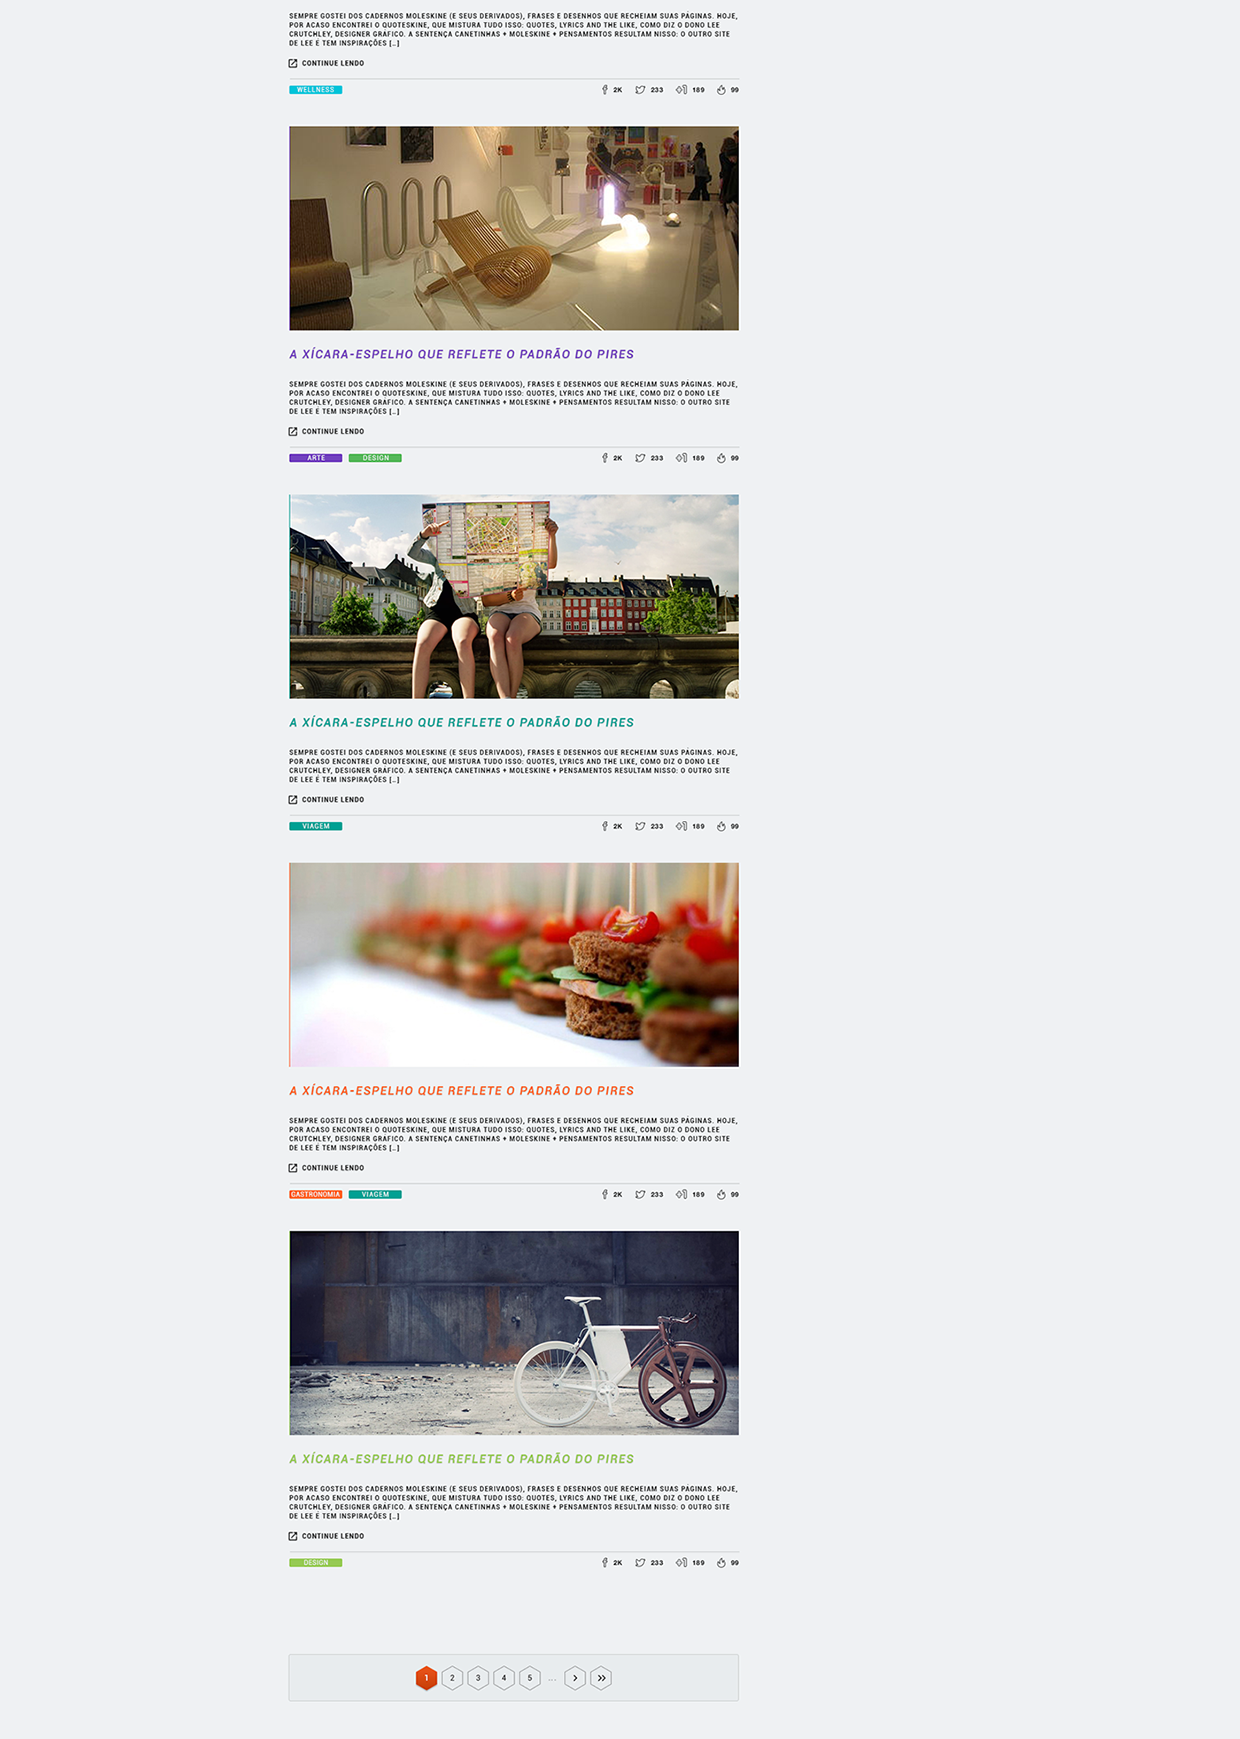 SEMPRE GOSTEI DOS CADERNOS MOLESKINE (E SEUS DERIVADOS), FRASES E DESENHOS QUE RECHEIAM SUAS PÁGINAS. HOJE,
POR ACASO ENCONTREI O QUOTESKINE, QUE MISTURA TUDO ISSO: QUOTES, LYRICS AND THE LIKE, COMO DIZ O DONO LEE
CRUTCHLEY, DESIGNER GRÁFICO. A SENTENÇA CANETINHAS + MOLESKINE + PENSAMENTOS RESULTAM NISSO: O OUTRO SITE
DE LEE É TEM INSPIRAÇÕES [...]
CONTINUE LENDO
WELLNESS 2K 233 189 99
A XÍCARA-ESPELHO QUE REFLETE O PADRÃO DO PIRES
SEMPRE GOSTEI DOS CADERNOS MOLESKINE (E SEUS DERIVADOS), FRASES E DESENHOS QUE RECHEIAM SUAS PÁGINAS. HOJE,
POR ACASO ENCONTREI O QUOTESKINE, QUE MISTURA TUDO ISSO: QUOTES, LYRICS AND THE LIKE, COMO DIZ O DONO LEE
CRUTCHLEY, DESIGNER GRÁFICO. A SENTENÇA CANETINHAS + MOLESKINE + PENSAMENTOS RESULTAM NISSO: O OUTRO SITE
DE LEE É TEM INSPIRAÇÕES [...]
CONTINUE LENDO
ARTE DESIGN 2K 233 189 99
A XÍCARA-ESPELHO QUE REFLETE O PADRÃO DO PIRES
SEMPRE GOSTEI DOS CADERNOS MOLESKINE (E SEUS DERIVADOS), FRASES E DESENHOS QUE RECHEIAM SUAS PÁGINAS. HOJE,
POR ACASO ENCONTREI O QUOTESKINE, QUE MISTURA TUDO ISSO: QUOTES, LYRICS AND THE LIKE, COMO DIZ O DONO LEE
CRUTCHLEY, DESIGNER GRÁFICO. A SENTENÇA CANETINHAS + MOLESKINE + PENSAMENTOS RESULTAM NISSO: O OUTRO SITE
DE LEE É TEM INSPIRAÇÕES [...]
CONTINUE LENDO
VIAGEM 2K 233 189 99
A XÍCARA-ESPELHO QUE REFLETE O PADRÃO DO PIRES
SEMPRE GOSTEI DOS CADERNOS MOLESKINE (E SEUS DERIVADOS), FRASES E DESENHOS QUE RECHEIAM SUAS PÁGINAS. HOJE,
POR ACASO ENCONTREI O QUOTESKINE, QUE MISTURA TUDO ISSO: QUOTES, LYRICS AND THE LIKE, COMO DIZ O DONO LEE
CRUTCHLEY, DESIGNER GRÁFICO. A SENTENÇA CANETINHAS + MOLESKINE + PENSAMENTOS RESULTAM NISSO: O OUTRO SITE
DE LEE É TEM INSPIRAÇÕES [...]
CONTINUE LENDO
GASTRONOMIA VIAGEM 2K 233 189 99
A XÍCARA-ESPELHO QUE REFLETE O PADRÃO DO PIRES
SEMPRE GOSTEI DOS CADERNOS MOLESKINE (E SEUS DERIVADOS), FRASES E DESENHOS QUE RECHEIAM SUAS PÁGINAS. HOJE,
POR ACASO ENCONTREI O QUOTESKINE, QUE MISTURA TUDO ISSO: QUOTES, LYRICS AND THE LIKE, COMO DIZ O DONO LEE
CRUTCHLEY, DESIGNER GRÁFICO. A SENTENÇA CANETINHAS + MOLESKINE + PENSAMENTOS RESULTAM NISSO: O OUTRO SITE
DE LEE É TEM INSPIRAÇÕES [...]
CONTINUE LENDO
DESIGN 2K 233 189 99
1 2 3 4 5 .... › »